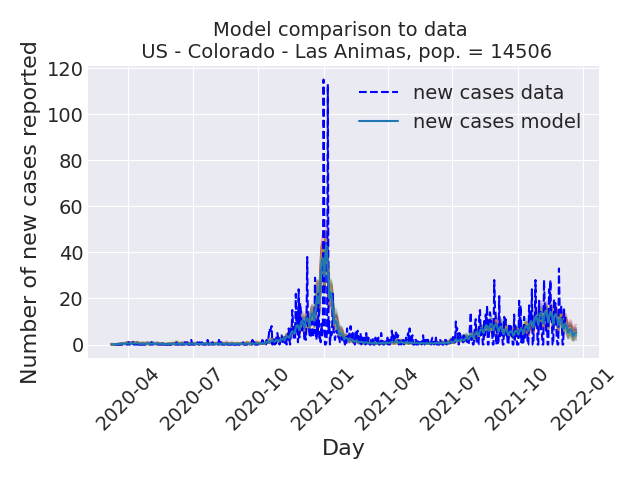 Model comparison to data
US - Colorado - Las Animas, pop. = 14506
Number of new cases reported
120
100
80
60
40
20
0
new cases data
new cases model
2020-04
2020-07
2020-10
2021-01
2021-04
2021-07
2021-10
2022-01
Day